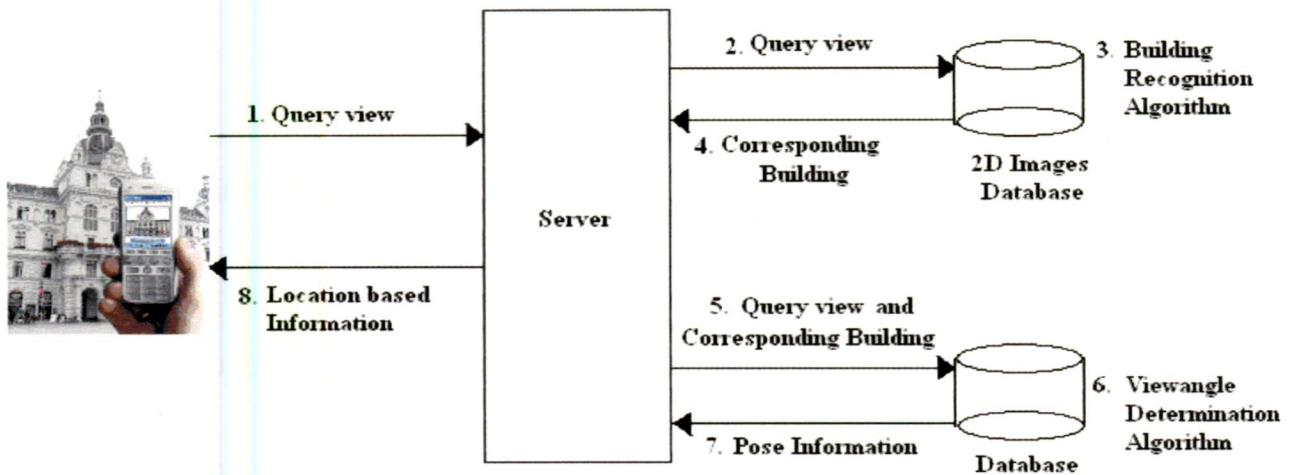 1. Query view
2. Query view
3. Building
Recognition
Algorithm
4. Corresponding
Building
2D Images
Database
Server
8. Location based
Information
5. Query view and
Corresponding Building
6. Viewangle
Determination
Algorithm
7. Pose Information
Database